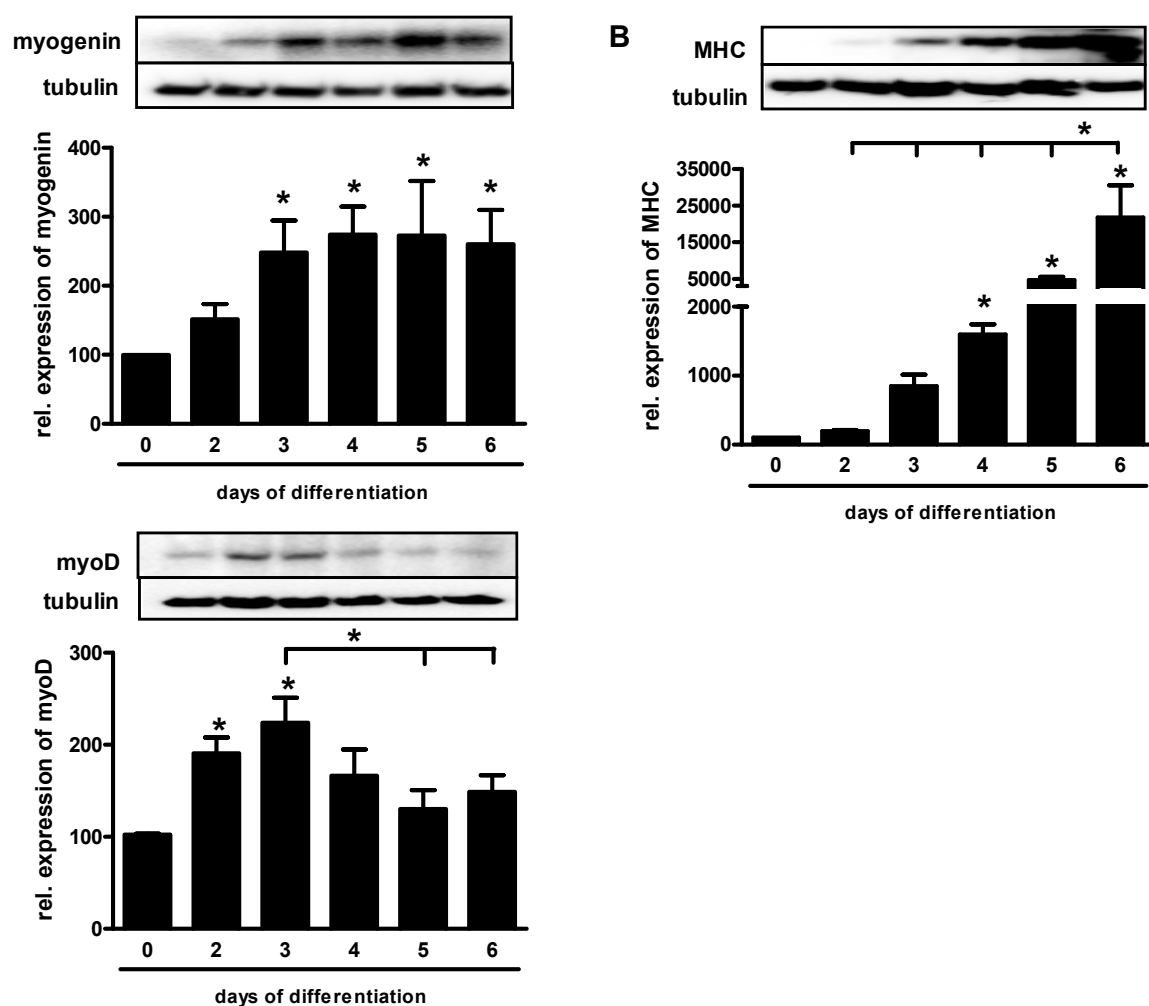 myogenin
tubulin
rel. expression of myogenin
400
300
200
100
0
*
*
*
*
0 2 3 4 5 6
days of differentiation
myoD
tubulin
rel. expression of myoD
300
200
100
0
*
*
*
0 2 3 4 5 6
days of differentiation
B
MHC
tubulin
rel. expression of MHC
35000
25000
15000
5000
2000
1000
0
*
*
*
*
0 2 3 4 5 6
days of differentiation